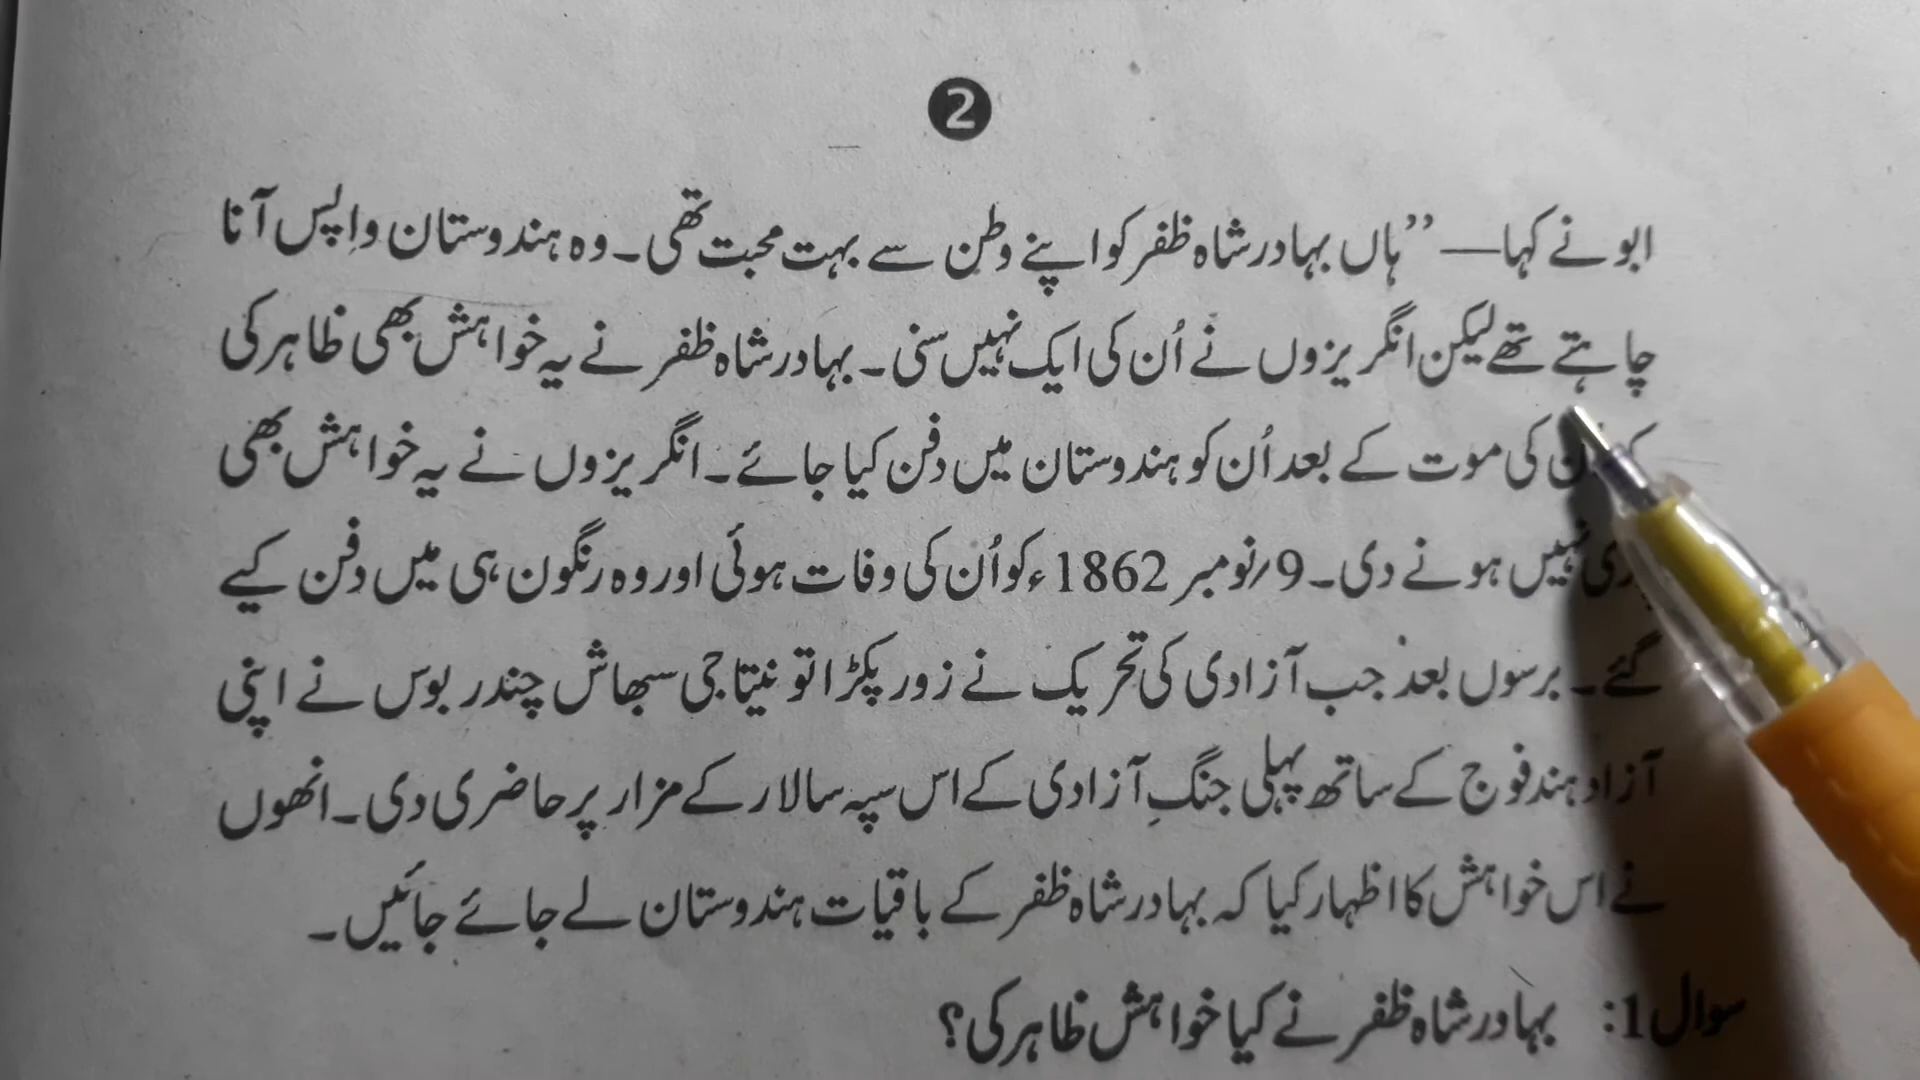 2
ابو نے کہا— ”ہاں بہادر شاہ ظفر کو اپنے وطن سے بہت محبت تھی۔ وہ ہندوستان واپس آنا
چاہتے تھے لیکن انگریزوں نے اُن کی ایک نہیں سنی۔ بہادر شاہ ظفر نے یہ خواہش بھی ظاہر کی
کی موت کے بعد اُن کو ہندوستان میں دفن کیا جائے۔ انگریزوں نے یہ خواہش بھی
نہیں ہونے دی۔ 9/نومبر 1862ء کو اُن کی وفات ہوئی اور وہ رنگون ہی میں دفن کیے
گئے۔ برسوں بعد جب آزادی کی تحریک نے زور پکڑا تو نیتا جی سبھاش چندر بوس نے اپنی
آزاد ہند فوج کے ساتھ پہلی جنگِ آزادی کے اس سپہ سالار کے مزار پر حاضری دی۔ انھوں
نے اس خواہش کا اظہار کیا کہ بہادر شاہ ظفر کے باقیات ہندوستان لے جائے جائیں۔
سوال 1: بہادر شاہ ظفر نے کیا خواہش ظاہر کی؟